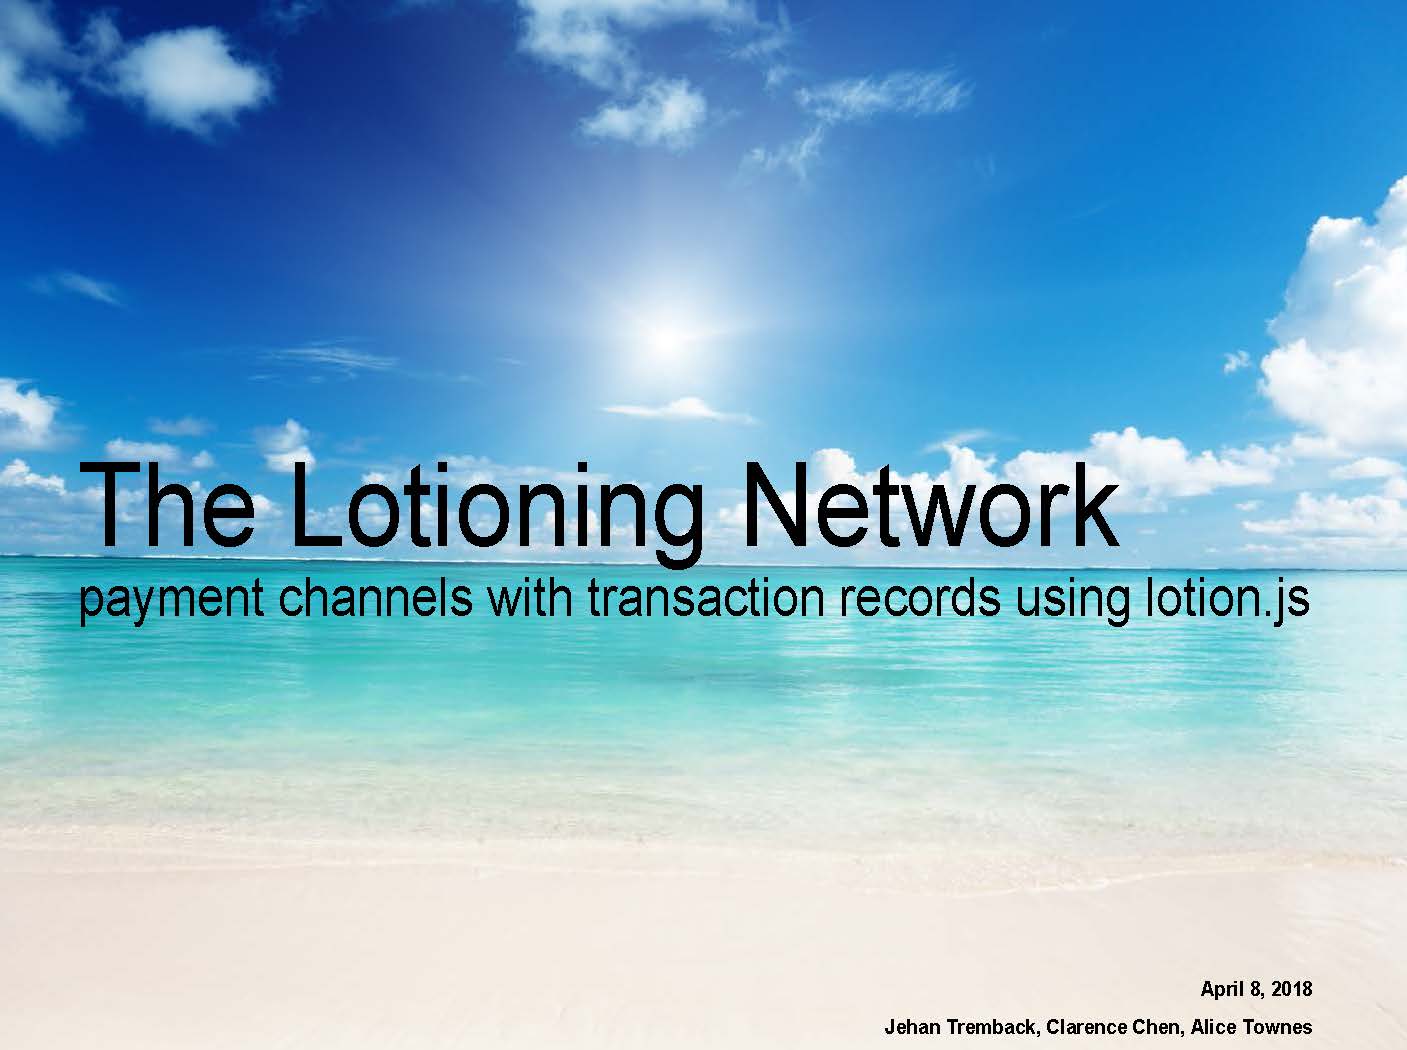 The Lotioning Network
payment channels with transaction records using lotion.js
April 8, 2018
Jehan Tremback, Clarence Chen, Alice Townes